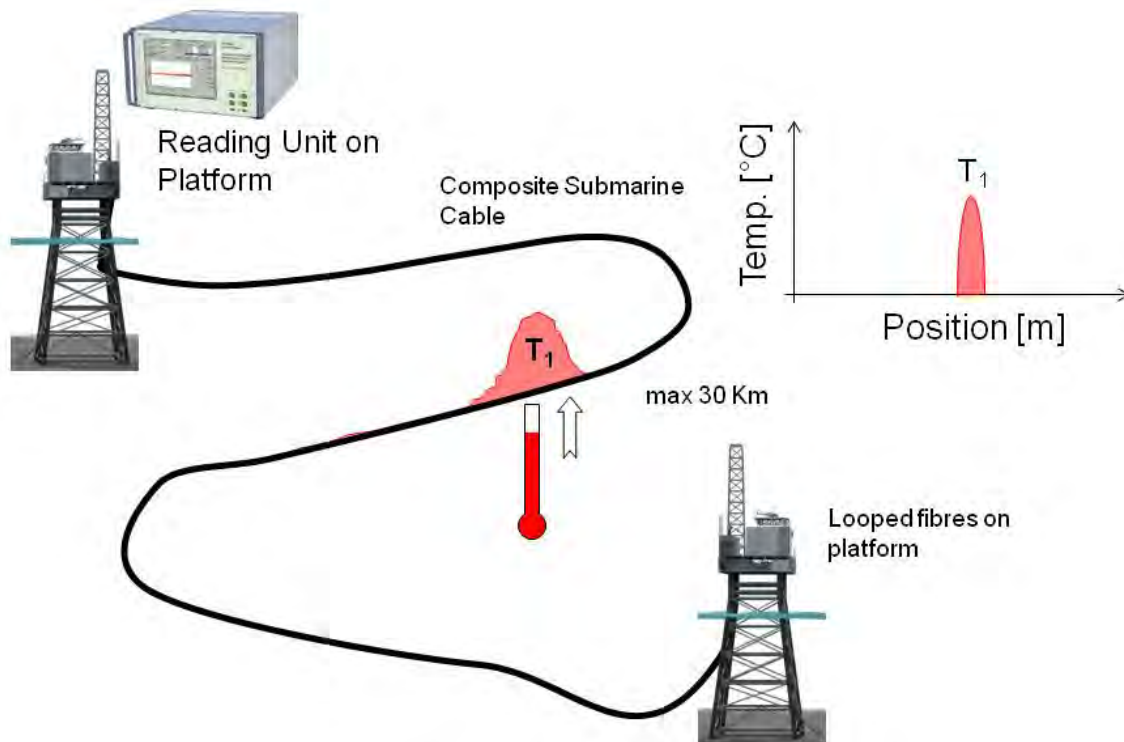 Reading Unit on
Platform
Composite Submarine
Cable
T₁
Temp. [°C]
Position [m]
T₁
max 30 Km
Looped fibres on
platform